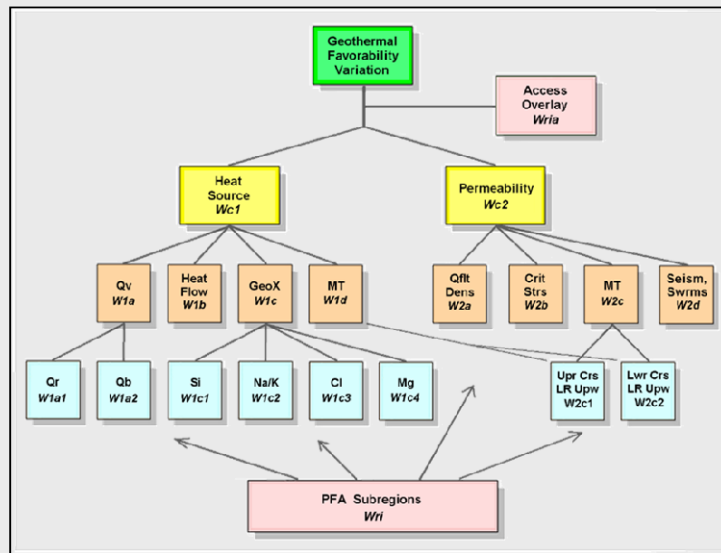 Geothermal
Favorability
Variation
Access
Overlay
Wria
Heat
Source
Wc1
Permeability
Wc2
Qv
W1a
Heat
Flow
W1b
GeoX
W1c
MT
W1d
Qflt
Dens
W2a
Crit
Strs
W2b
MT
W2c
Seism,
Swrms
W2d
Qr
W1a1
Qb
W1a2
Si
W1c1
Na/K
W1c2
Cl
W1c3
Mg
W1c4
Upr Crs
LR Upw
W2c1
Lwr Crs
LR Upw
W2c2
PFA Subregions
Wri